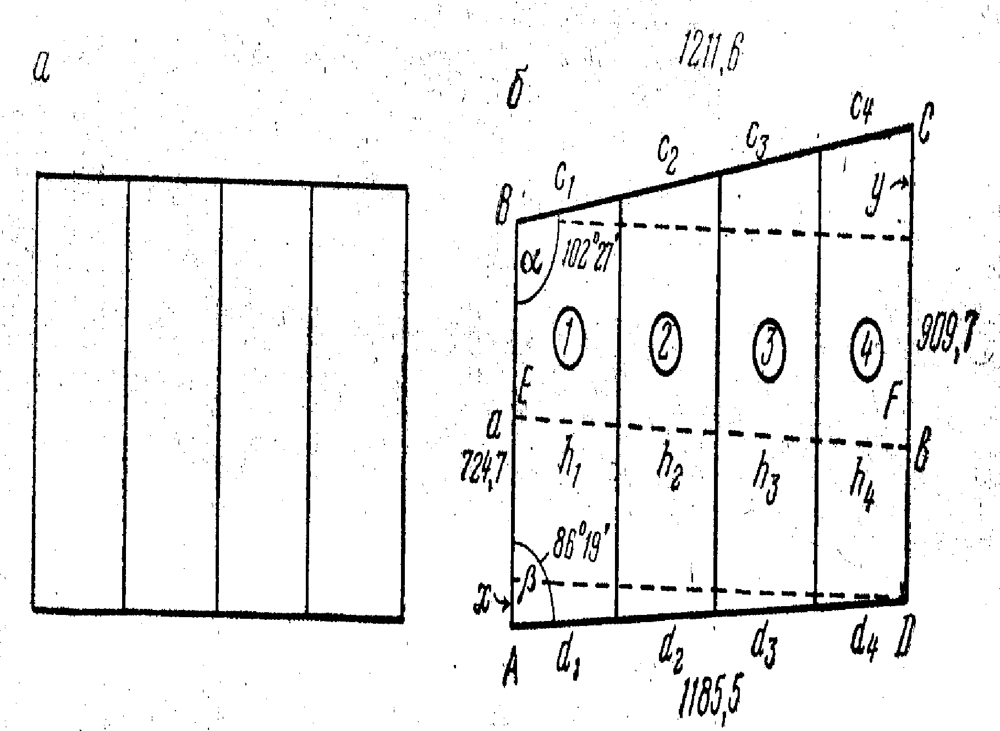 а
б
1211,6
c4
C
c3
c2
c1
B
y
α
102°27'
1
2
3
4
909,7
E
F
a
724,7
h1
h2
h3
h4
B
86°19'
β
x
A
d1
d2
d3
d4
D
1185,5